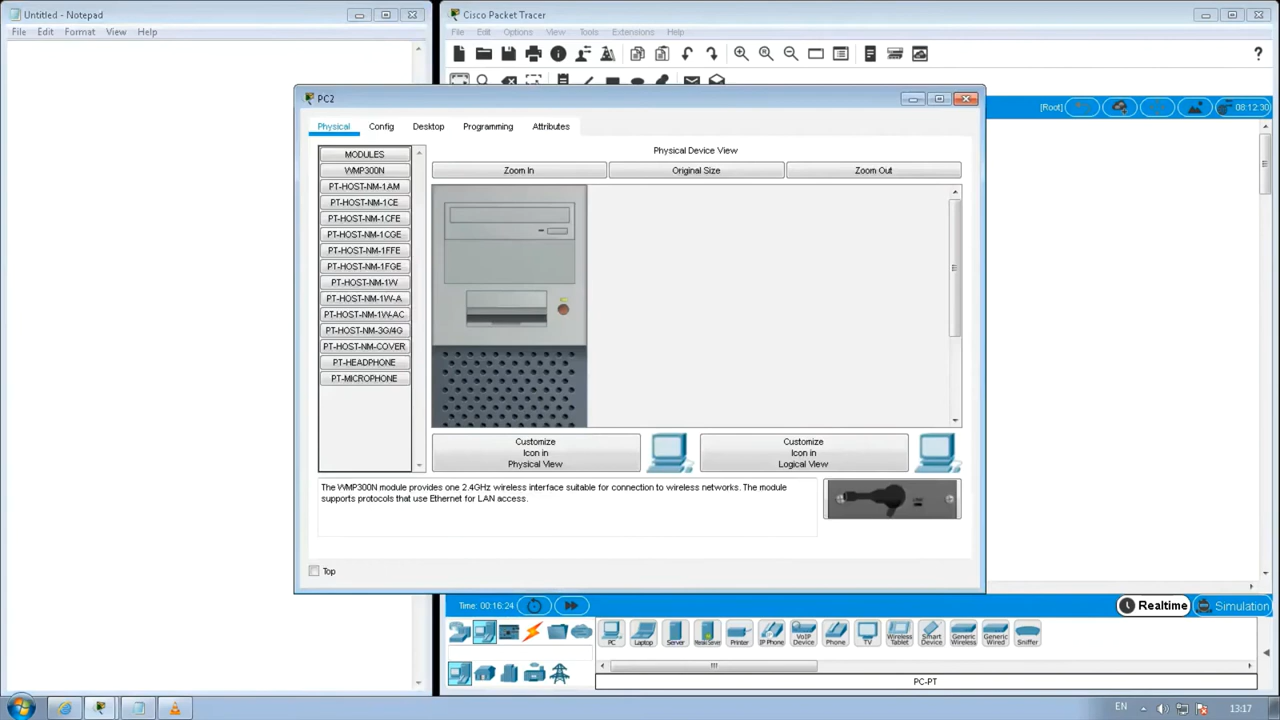 Untitled - Notepad
File Edit Format View Help
Cisco Packet Tracer
File Edit Options View Tools Extensions Help
?
[Root]
08:12:30
PC2
Physical Config Desktop Programming Attributes
MODULES
WMP300N
PT-HOST-NM-1AM
PT-HOST-NM-1CE
PT-HOST-NM-1CFE
PT-HOST-NM-1CGE
PT-HOST-NM-1FFE
PT-HOST-NM-1FGE
PT-HOST-NM-1W
PT-HOST-NM-1W-A
PT-HOST-NM-1W-AC
PT-HOST-NM-3G/4G
PT-HOST-NM-COVER
PT-HEADPHONE
PT-MICROPHONE
Physical Device View
Zoom In Original Size Zoom Out
Customize
Icon in
Physical View
Customize
Icon in
Logical View
The WMP300N module provides one 2.4GHz wireless interface suitable for connection to wireless networks. The module
supports protocols that use Ethernet for LAN access.
Top
Time: 00:16:24
Realtime
Simulation
PC
Laptop
Server
Printer
IP Phone
VoIP
Device
Phone
TV
Wireless
Tablet
Smart
Device
Generic
Wireless
Generic
Wired
Sniffer
PC-PT
EN
13:17